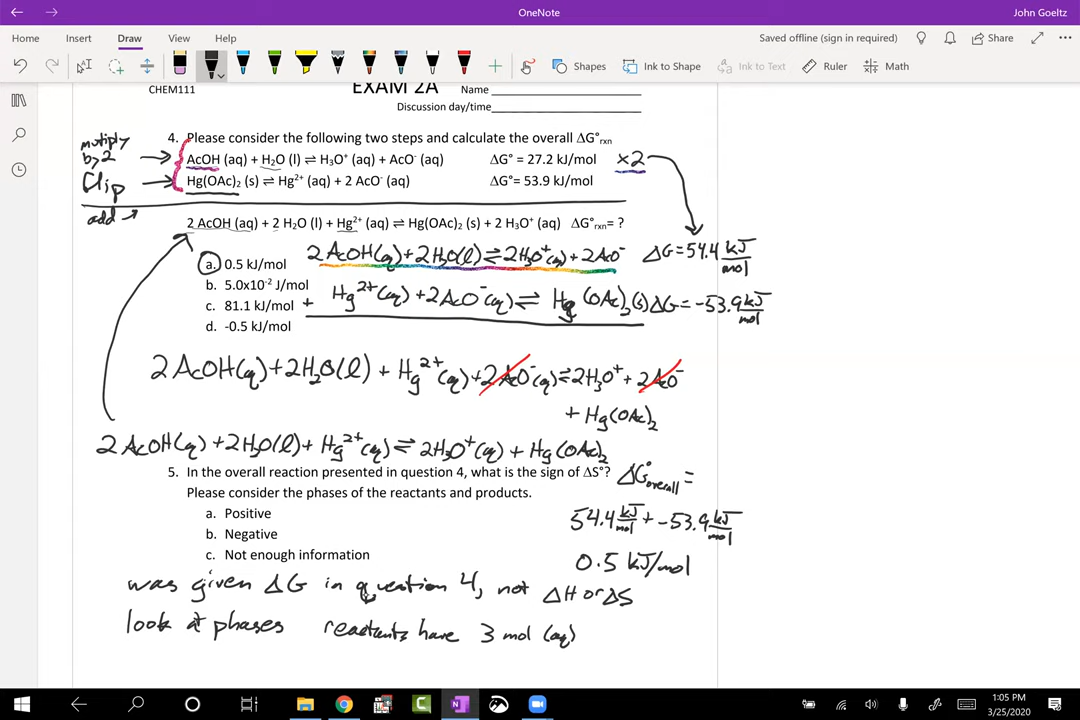 OneNote
John Goeltz
Home Insert Draw View Help
Saved offline (sign in required)
Share
Shapes
Ink to Shape
Ink to Text
Ruler
Math
CHEM111
EXAM 2A
Name
Discussion day/time
4. Please consider the following two steps and calculate the overall ΔG°rxn
AcOH (aq) + H₂O (l) ⇌ H₃O⁺ (aq) + AcO⁻ (aq) ΔG° = 27.2 kJ/mol ×2
Hg(OAc)₂ (s) ⇌ Hg²⁺ (aq) + 2 AcO⁻ (aq) ΔG°= 53.9 kJ/mol
by 2
add
2 AcOH (aq) + 2 H₂O (l) + Hg²⁺ (aq) ⇌ Hg(OAc)₂ (s) + 2 H₃O⁺ (aq) ΔG°rxn= ?
2AcOH(aq)+2H₂O(l)⇌2H₃O⁺(aq)+2AcO⁻ ΔG=54.4 kJ/mol
a. 0.5 kJ/mol
b. 5.0x10⁻² J/mol
c. 81.1 kJ/mol
d. -0.5 kJ/mol
+ Hg²⁺(aq)+2AcO⁻(aq)⇌ Hg(OAc)₂(s) ΔG=-53.9 kJ/mol
2AcOH(aq)+2H₂O(l) + Hg²⁺(aq)+2AcO⁻(aq)⇌2H₃O⁺ + 2AcO⁻
+ Hg(OAc)₂
2AcOH(aq)+2H₂O(l)+Hg²⁺(aq)⇌2H₃O⁺(aq) + Hg(OAc)₂
5. In the overall reaction presented in question 4, what is the sign of ΔS°?
Please consider the phases of the reactants and products.
a. Positive
b. Negative
c. Not enough information
ΔG°overall =
54.4 kJ/mol + -53.9 kJ/mol
0.5 kJ/mol
was given ΔG in question 4, not ΔH or ΔS
look at phases reactants have 3 mol (aq)
1:05 PM
3/25/2020